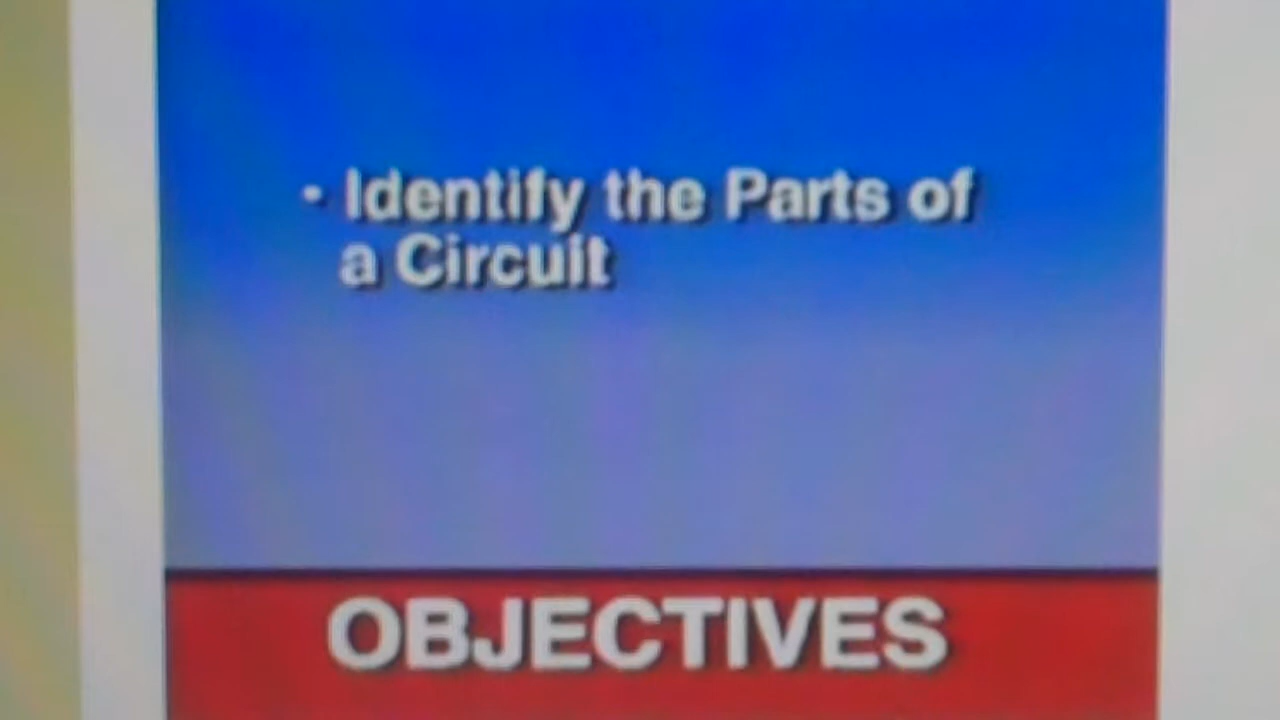 • Identify the Parts of
a Circuit
OBJECTIVES